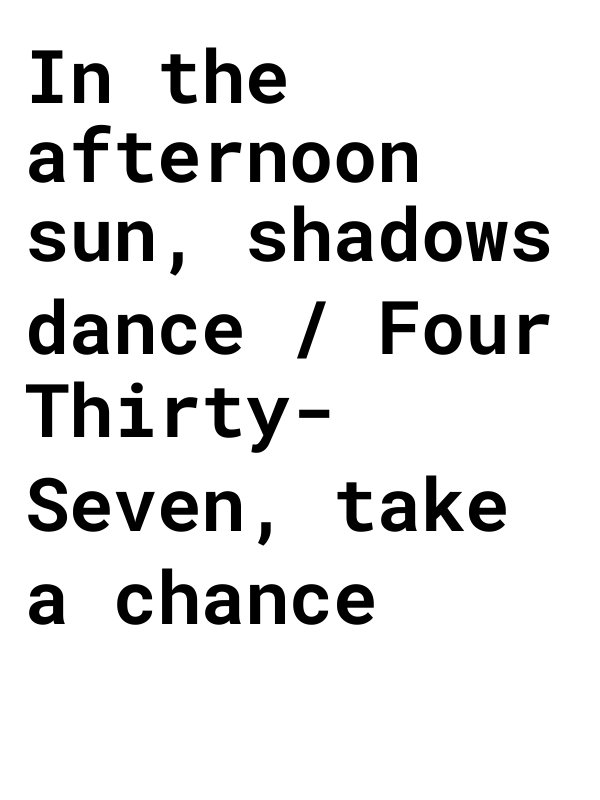 In the
afternoon
sun, shadows
dance / Four
Thirty-
Seven, take
a chance